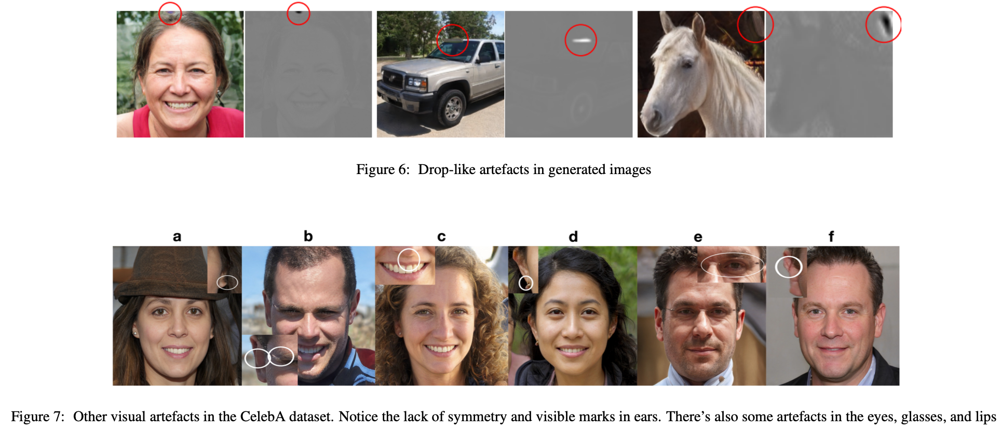 Figure 6: Drop-like artefacts in generated images
a b c d e f
Figure 7: Other visual artefacts in the CelebA dataset. Notice the lack of symmetry and visible marks in ears. There's also some artefacts in the eyes, glasses, and lips